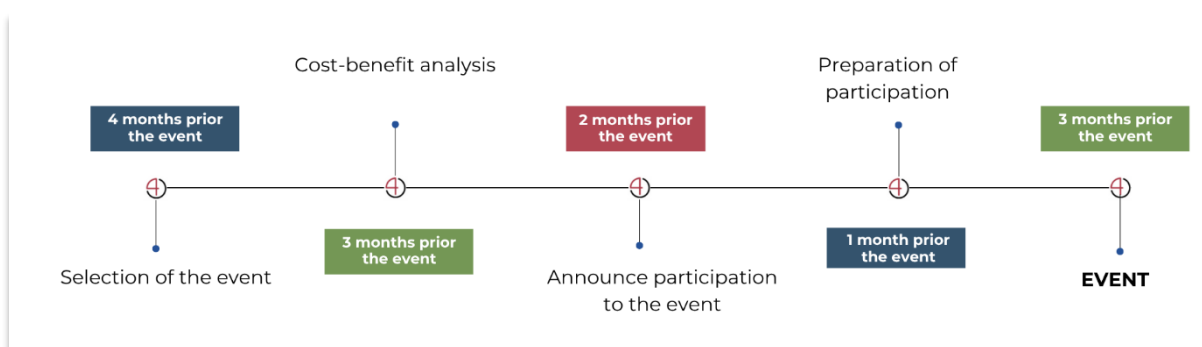 Cost-benefit analysis
Preparation of
participation
4 months prior
the event
2 months prior
the event
3 months prior
the event
3 months prior
the event
1 month prior
the event
Selection of the event
Announce participation
to the event
EVENT